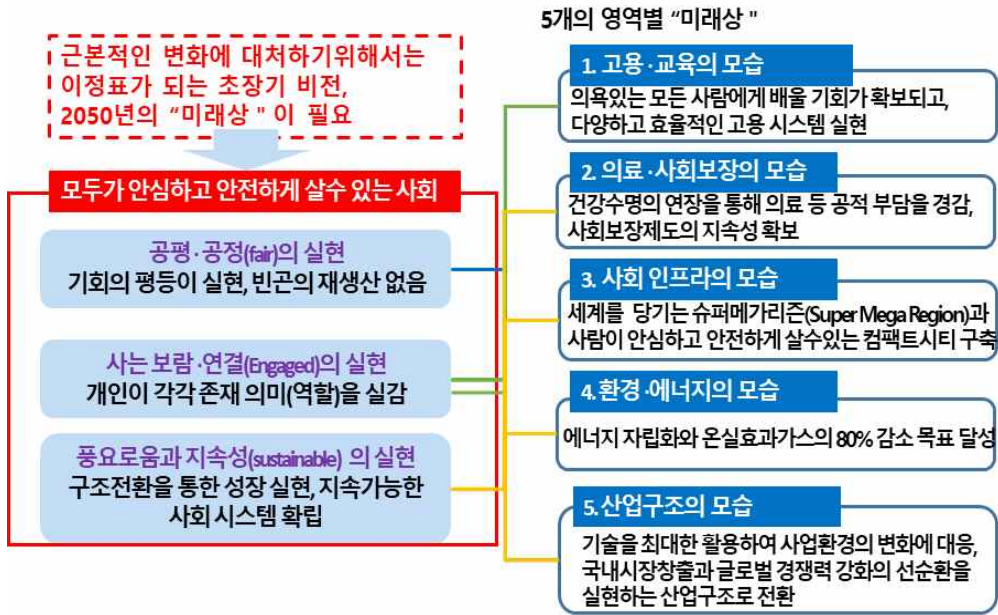 5개의 영역별 “미래상 "
근본적인 변화에 대처하기위해서는
이정표가 되는 초장기 비전,
2050년의 “미래상 " 이 필요
모두가 안심하고 안전하게 살수 있는 사회
공평·공정(fair)의 실현
기회의 평등이 실현, 빈곤의 재생산 없음
사는 보람·연결(Engaged)의 실현
개인이 각각 존재 의미(역할)을 실감
풍요로움과 지속성(sustainable) 의 실현
구조전환을 통한 성장 실현, 지속가능한
사회 시스템 확립
1. 고용·교육의 모습
의욕있는 모든 사람에게 배울 기회가 확보되고,
다양하고 효율적인 고용 시스템 실현
2. 의료·사회보장의 모습
건강수명의 연장을 통해 의료 등 공적 부담을 경감,
사회보장제도의 지속성 확보
3. 사회 인프라의 모습
세계를 당기는 슈퍼메가리즌(Super Mega Region)과
사람이 안심하고 안전하게 살수있는 컴팩트시티 구축
4. 환경·에너지의 모습
에너지 자립화와 온실효과가스의 80% 감소 목표 달성
5. 산업구조의 모습
기술을 최대한 활용하여 사업환경의 변화에 대응,
국내시장창출과 글로벌 경쟁력 강화의 선순환을
실현하는 산업구조로 전환